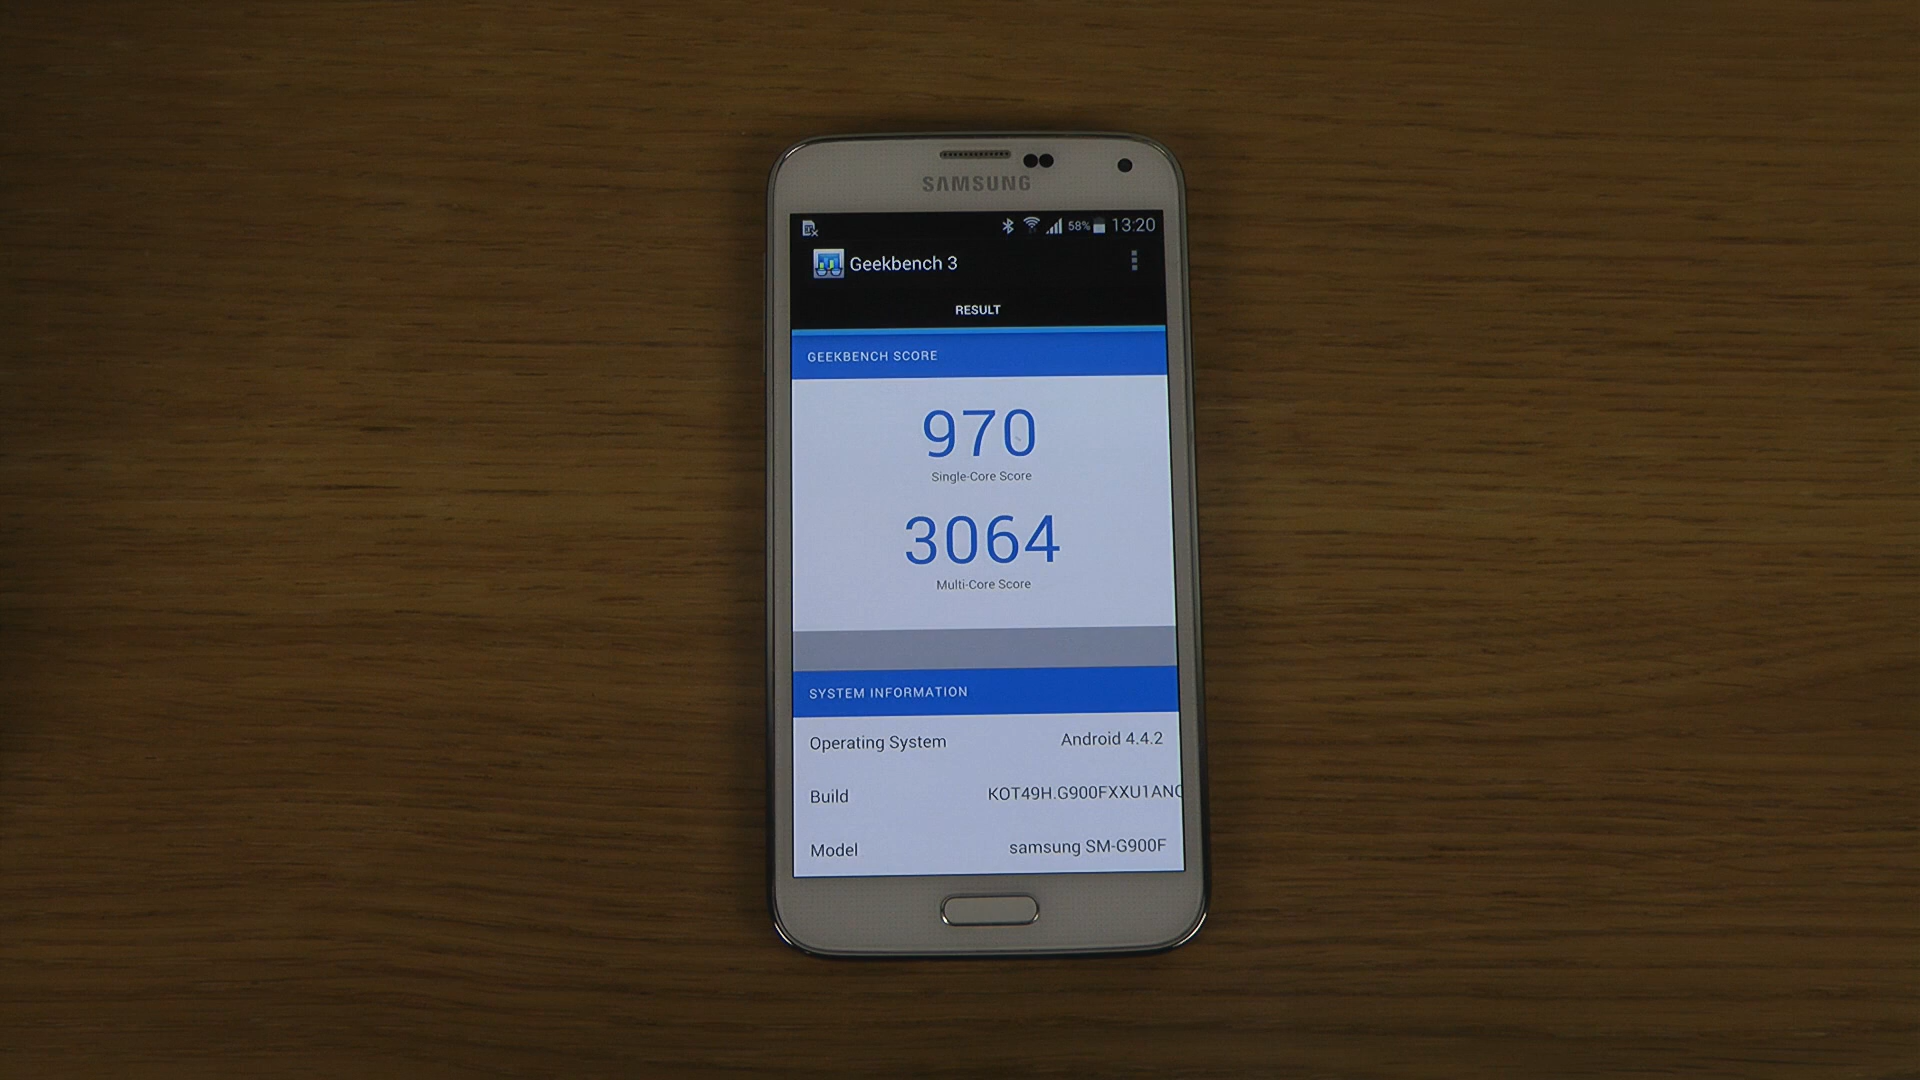 SAMSUNG
58% 13:20
Geekbench 3
RESULT
GEEKBENCH SCORE
970
Single-Core Score
3064
Multi-Core Score
SYSTEM INFORMATION
Operating System Android 4.4.2
Build KOT49H.G900FXXU1ANC
Model samsung SM-G900F